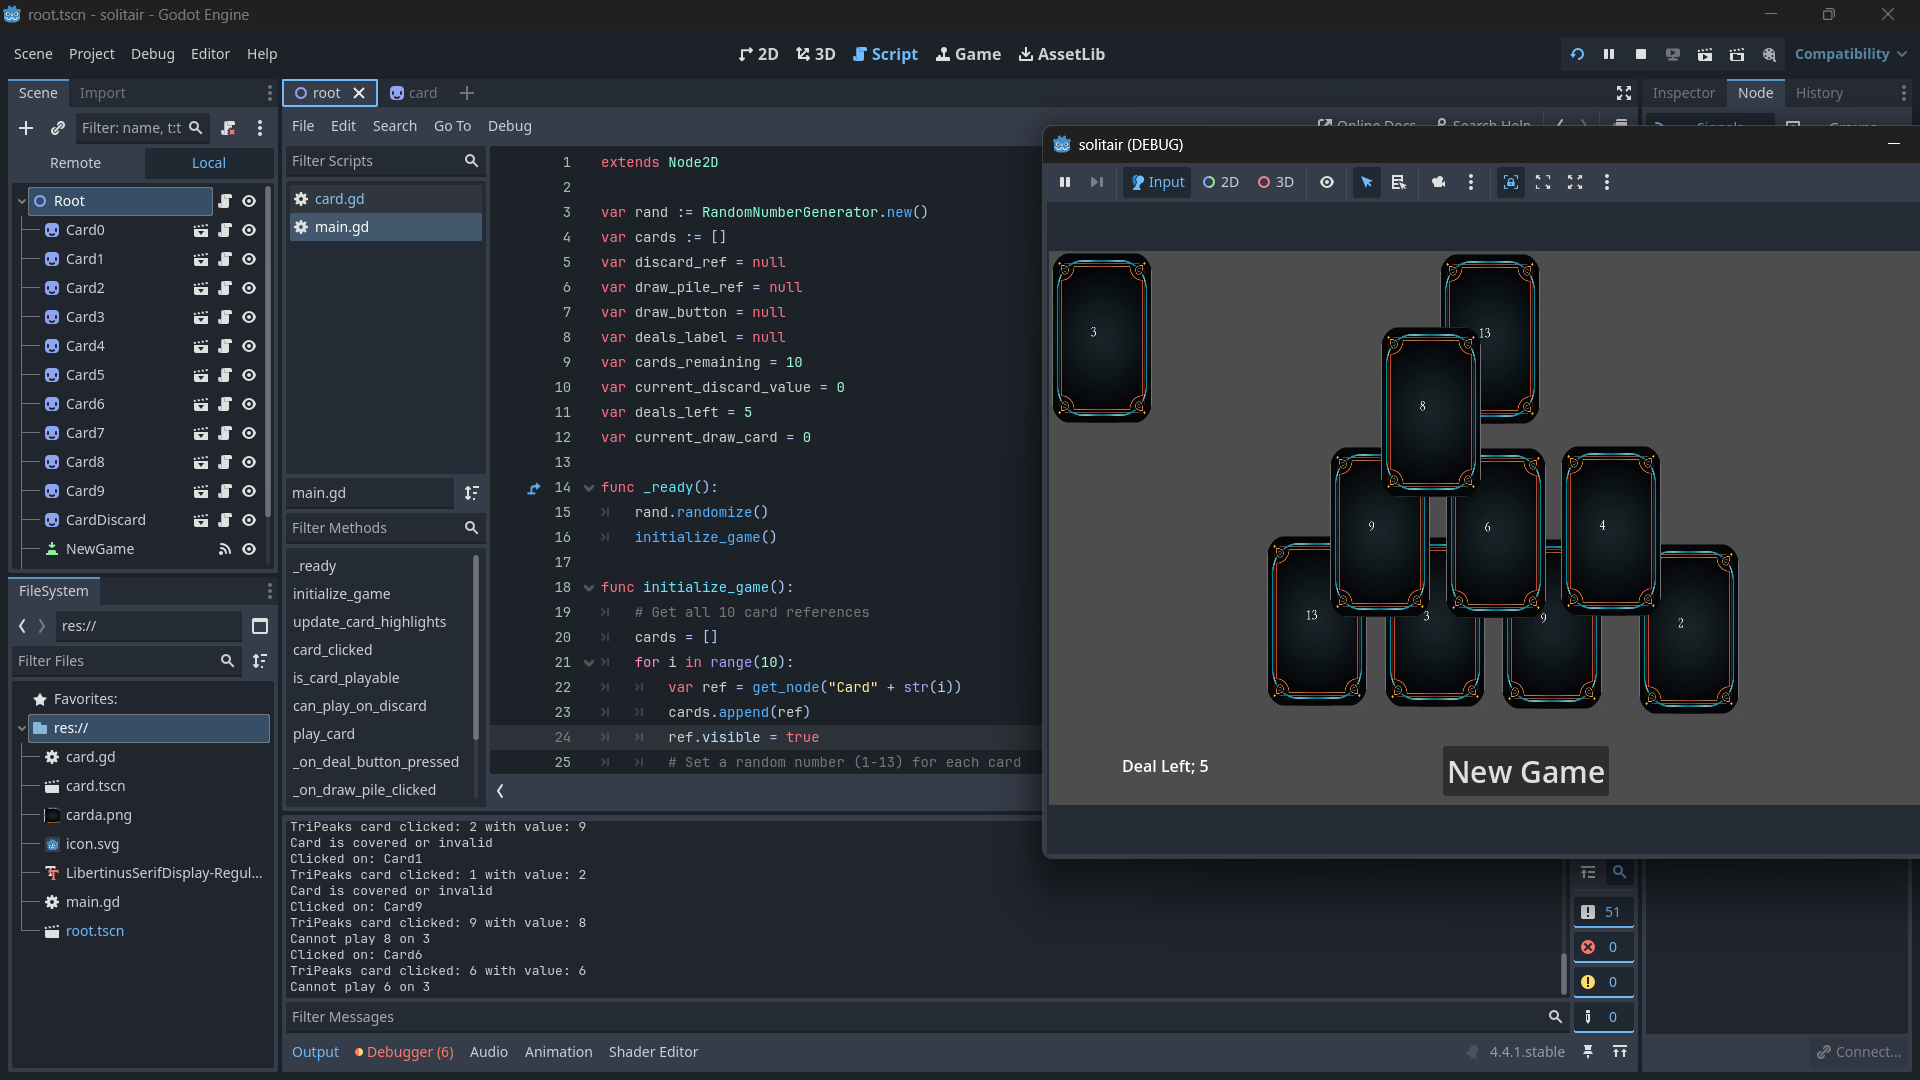 root.tscn - solitair - Godot Engine
Scene Project Debug Editor Help
2D 3D Script Game AssetLib
Compatibility
Scene Import
Filter: name, t:t
Remote Local
Root
Card0
Card1
Card2
Card3
Card4
Card5
Card6
Card7
Card8
Card9
CardDiscard
NewGame
FileSystem
res://
Filter Files
Favorites:
res://
card.gd
card.tscn
carda.png
icon.svg
LibertinusSerifDisplay-Regul...
main.gd
root.tscn
root card
File Edit Search Go To Debug
Online Docs Search Help
Filter Scripts
card.gd
main.gd
main.gd
Filter Methods
_ready
initialize_game
update_card_highlights
card_clicked
is_card_playable
can_play_on_discard
play_card
_on_deal_button_pressed
_on_draw_pile_clicked
1 extends Node2D
2
3 var rand := RandomNumberGenerator.new()
4 var cards := []
5 var discard_ref = null
6 var draw_pile_ref = null
7 var draw_button = null
8 var deals_label = null
9 var cards_remaining = 10
10 var current_discard_value = 0
11 var deals_left = 5
12 var current_draw_card = 0
13
14 func _ready():
15 rand.randomize()
16 initialize_game()
17
18 func initialize_game():
19 # Get all 10 card references
20 cards = []
21 for i in range(10):
22 var ref = get_node("Card" + str(i))
23 cards.append(ref)
24 ref.visible = true
25 # Set a random number (1-13) for each card
TriPeaks card clicked: 2 with value: 9
Card is covered or invalid
Clicked on: Card1
TriPeaks card clicked: 1 with value: 2
Card is covered or invalid
Clicked on: Card9
TriPeaks card clicked: 9 with value: 8
Cannot play 8 on 3
Clicked on: Card6
TriPeaks card clicked: 6 with value: 6
Cannot play 6 on 3
Filter Messages
Output Debugger (6) Audio Animation Shader Editor
4.4.1.stable
51
0
0
0
Inspector Node History
Signals Groups
Connect...
solitair (DEBUG)
Input 2D 3D
3
13
8
9
6
4
13
3
9
2
Deal Left; 5
New Game